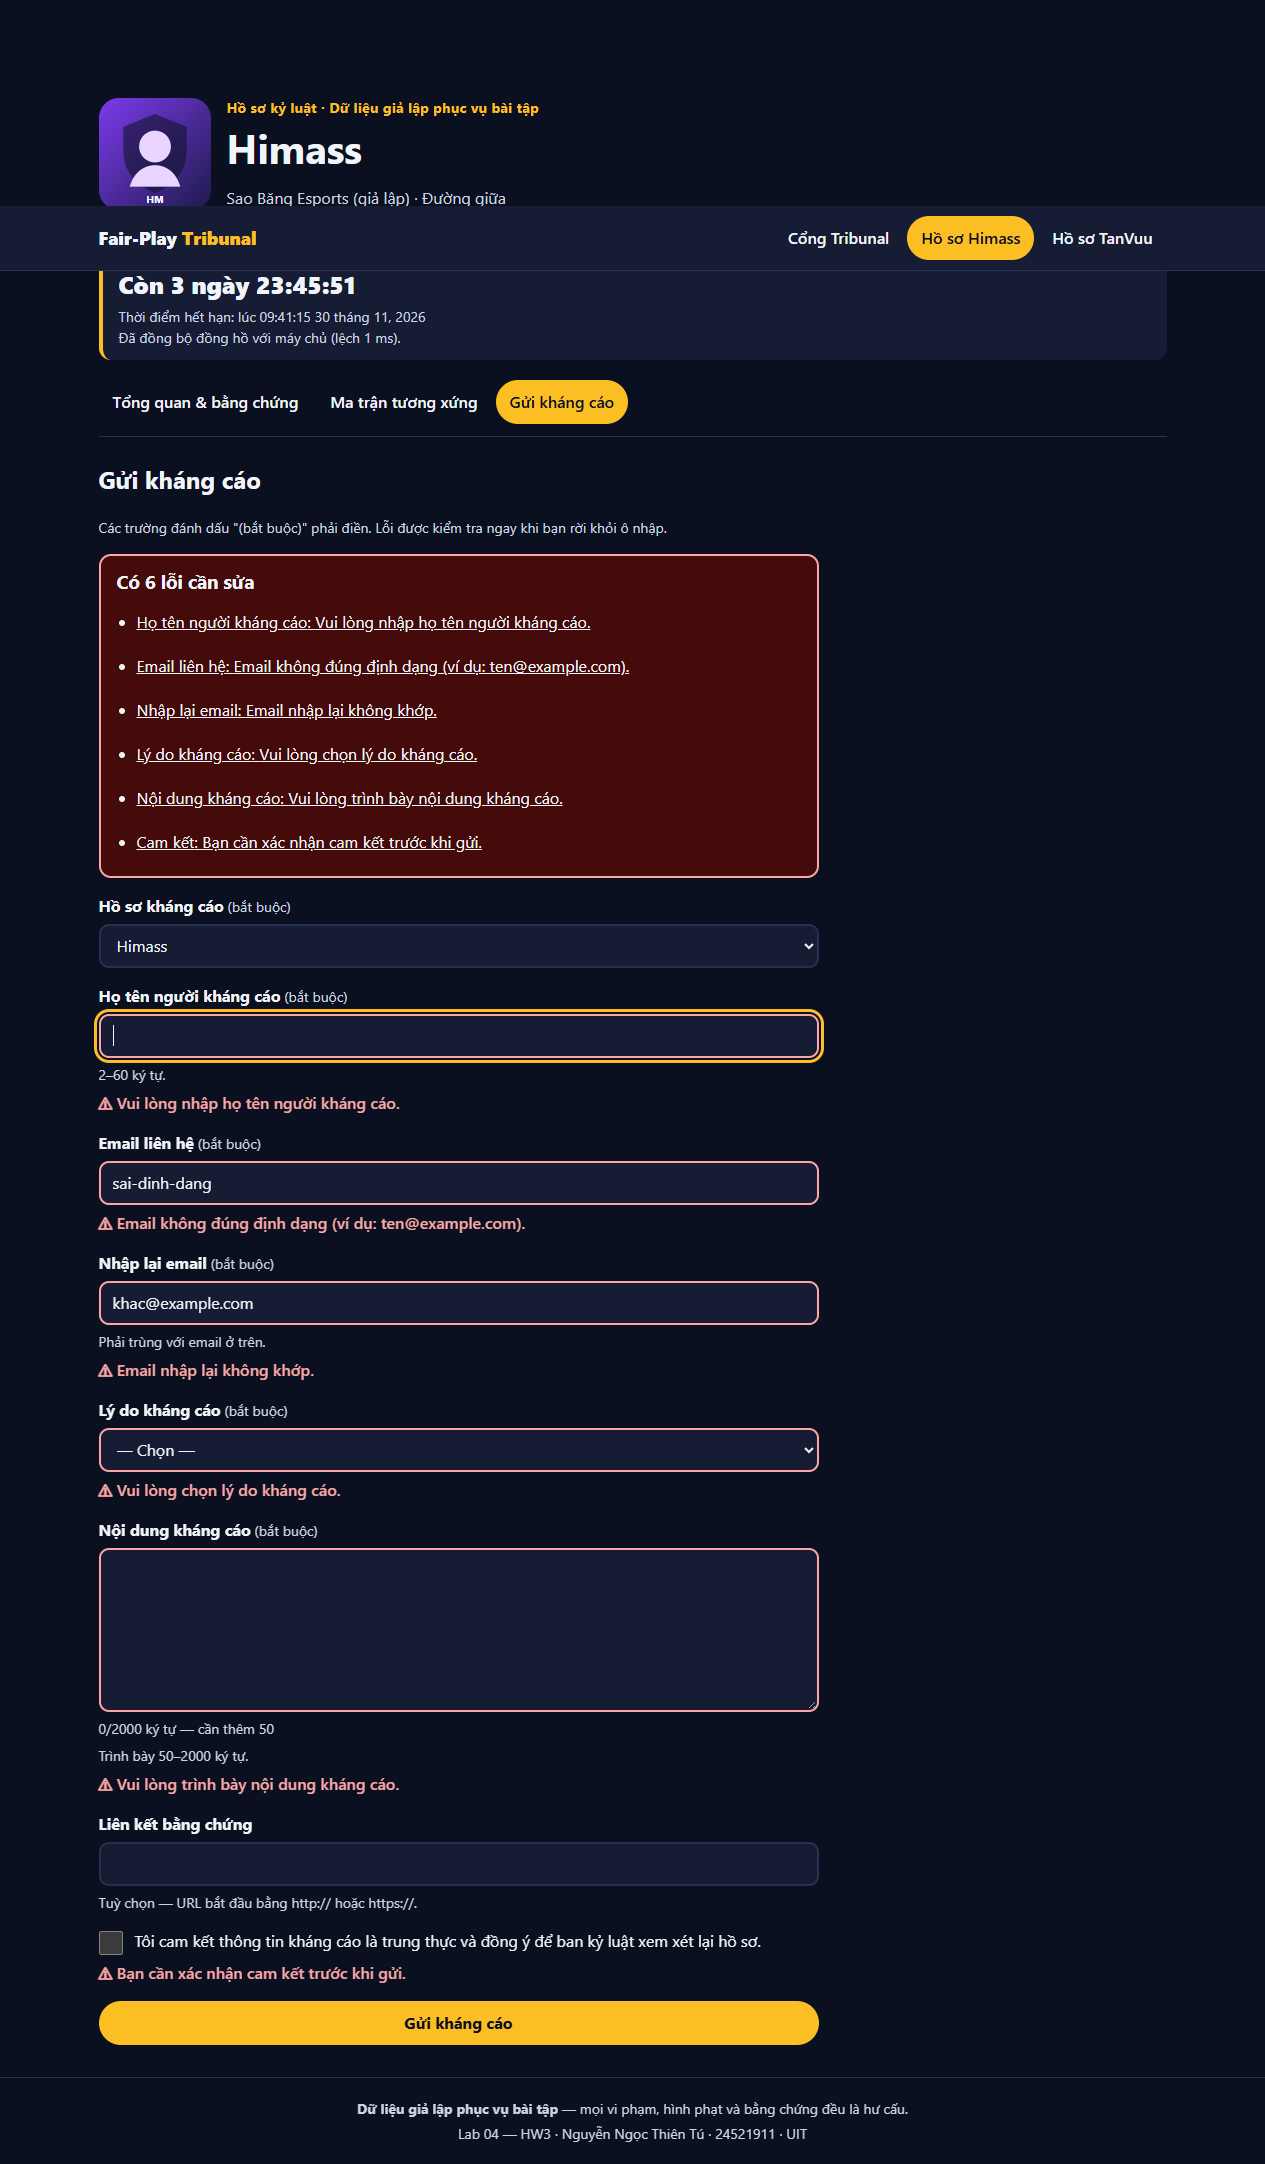 Hồ sơ kỷ luật · Dữ liệu giả lập phục vụ bài tập
Himass
HM
Sao Băng Esports (giả lập) · Đường giữa
Fair-Play Tribunal
Cổng Tribunal
Hồ sơ Himass
Hồ sơ TanVuu
Còn 3 ngày 23:45:51
Thời điểm hết hạn: lúc 09:41:15 30 tháng 11, 2026
Đã đồng bộ đồng hồ với máy chủ (lệch 1 ms).
Tổng quan & bằng chứng
Ma trận tương xứng
Gửi kháng cáo
Gửi kháng cáo
Các trường đánh dấu "(bắt buộc)" phải điền. Lỗi được kiểm tra ngay khi bạn rời khỏi ô nhập.
Có 6 lỗi cần sửa
Họ tên người kháng cáo: Vui lòng nhập họ tên người kháng cáo.
Email liên hệ: Email không đúng định dạng (ví dụ: ten@example.com).
Nhập lại email: Email nhập lại không khớp.
Lý do kháng cáo: Vui lòng chọn lý do kháng cáo.
Nội dung kháng cáo: Vui lòng trình bày nội dung kháng cáo.
Cam kết: Bạn cần xác nhận cam kết trước khi gửi.
Hồ sơ kháng cáo (bắt buộc)
Himass
Họ tên người kháng cáo (bắt buộc)
2–60 ký tự.
⚠ Vui lòng nhập họ tên người kháng cáo.
Email liên hệ (bắt buộc)
sai-dinh-dang
⚠ Email không đúng định dạng (ví dụ: ten@example.com).
Nhập lại email (bắt buộc)
khac@example.com
Phải trùng với email ở trên.
⚠ Email nhập lại không khớp.
Lý do kháng cáo (bắt buộc)
— Chọn —
⚠ Vui lòng chọn lý do kháng cáo.
Nội dung kháng cáo (bắt buộc)
0/2000 ký tự — cần thêm 50
Trình bày 50–2000 ký tự.
⚠ Vui lòng trình bày nội dung kháng cáo.
Liên kết bằng chứng
Tuỳ chọn — URL bắt đầu bằng http:// hoặc https://.
Tôi cam kết thông tin kháng cáo là trung thực và đồng ý để ban kỷ luật xem xét lại hồ sơ.
⚠ Bạn cần xác nhận cam kết trước khi gửi.
Gửi kháng cáo
Dữ liệu giả lập phục vụ bài tập — mọi vi phạm, hình phạt và bằng chứng đều là hư cấu.
Lab 04 — HW3 · Nguyễn Ngọc Thiên Tú · 24521911 · UIT